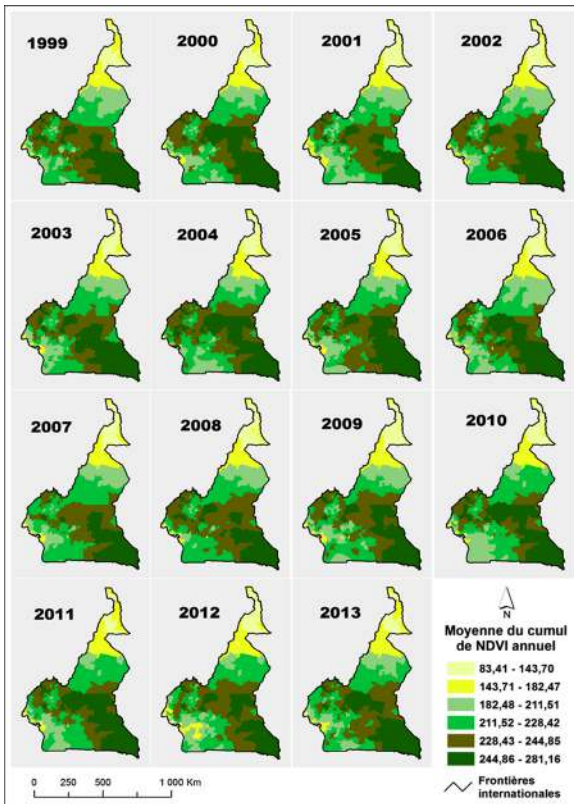 1999
2000
2001
2002
2003
2004
2005
2006
2007
2008
2009
2010
2011
2012
2013
N
Moyenne du cumul
de NDVI annuel
83,41 - 143,70
143,71 - 182,47
182,48 - 211,51
211,52 - 228,42
228,43 - 244,85
244,86 - 281,16
Frontières
internationales
0 250 500 1 000 Km